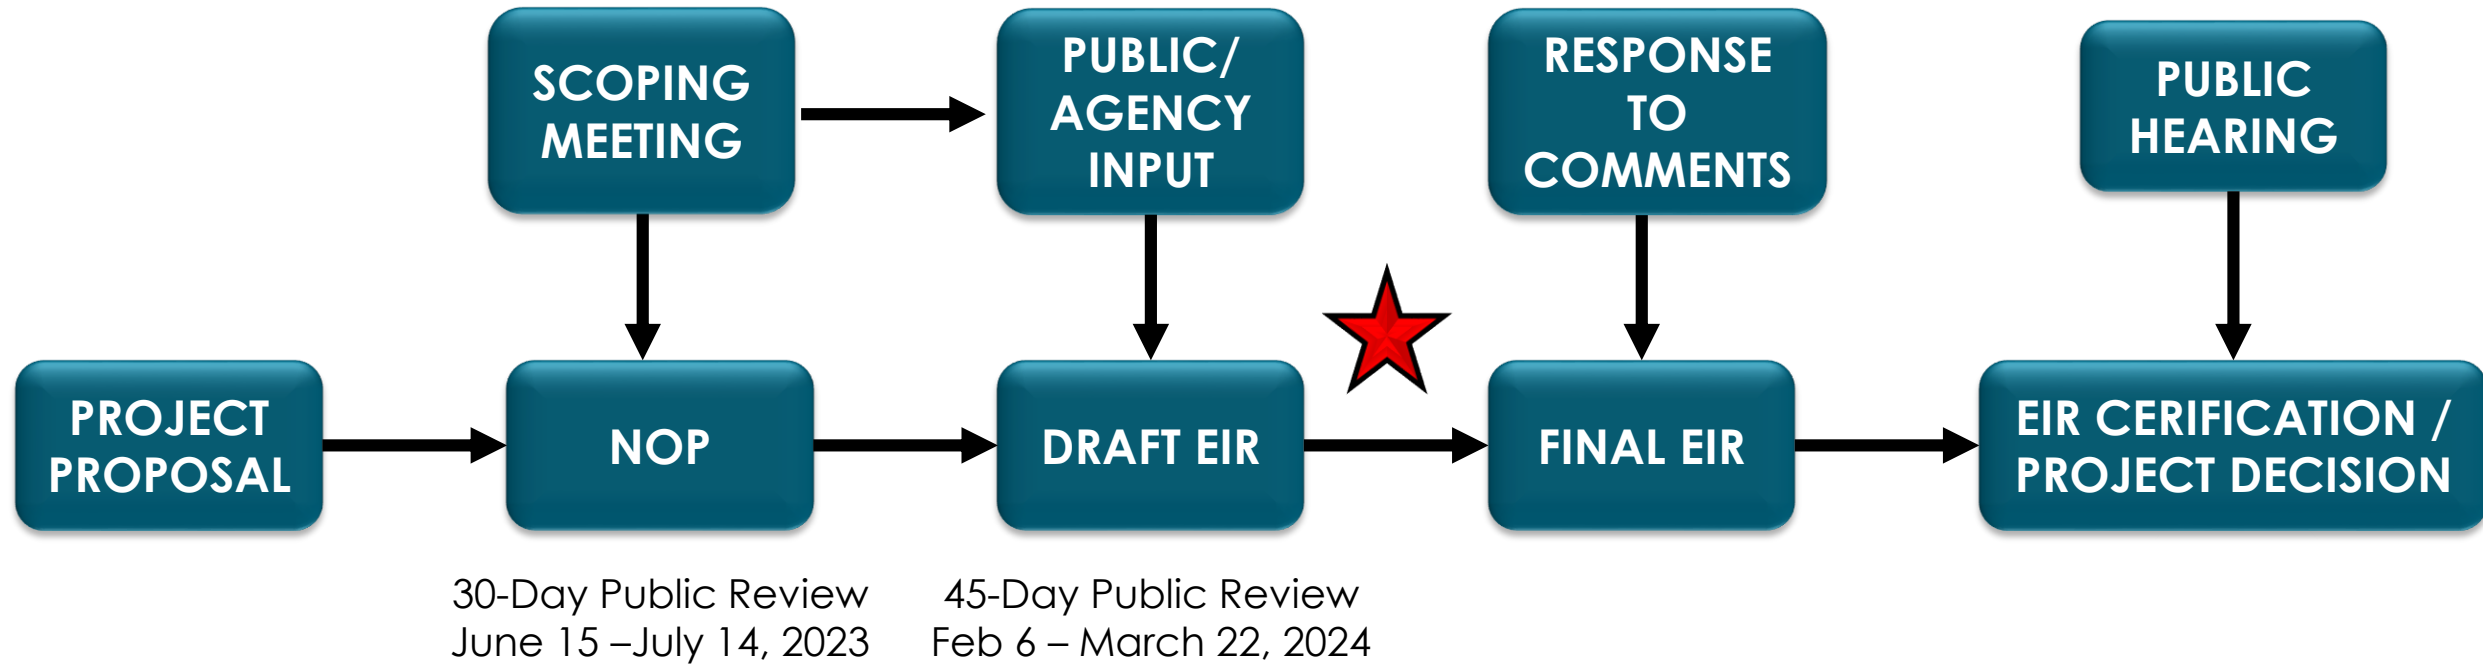 SCOPING
MEETING
PUBLIC/
AGENCY
INPUT
RESPONSE
TO
COMMENTS
PUBLIC
HEARING
PROJECT
PROPOSAL
NOP
DRAFT EIR
FINAL EIR
EIR CERIFICATION /
PROJECT DECISION
30-Day Public Review
June 15 –July 14, 2023
45-Day Public Review
Feb 6 – March 22, 2024